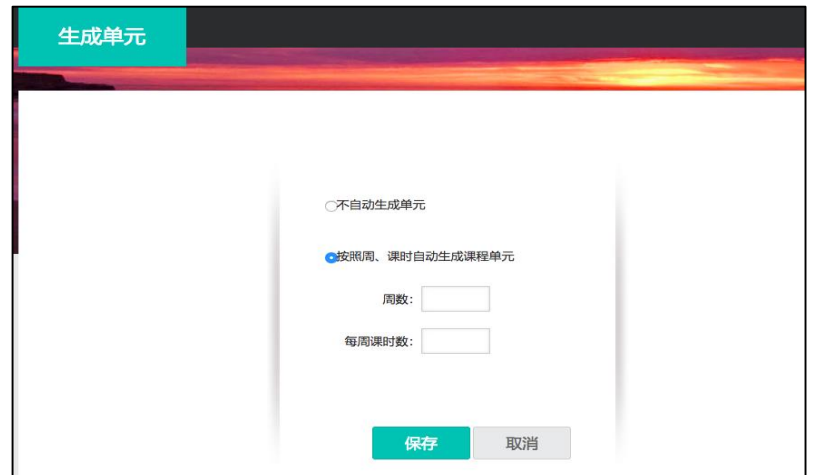 生成单元
不自动生成单元
按照周、课时自动生成课程单元
周数：
每周课时数：
保存 取消